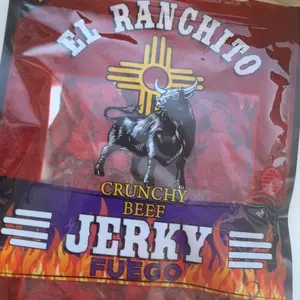 EL RANCHITO
CRUNCHY
BEEF
JERKY
FUEGO